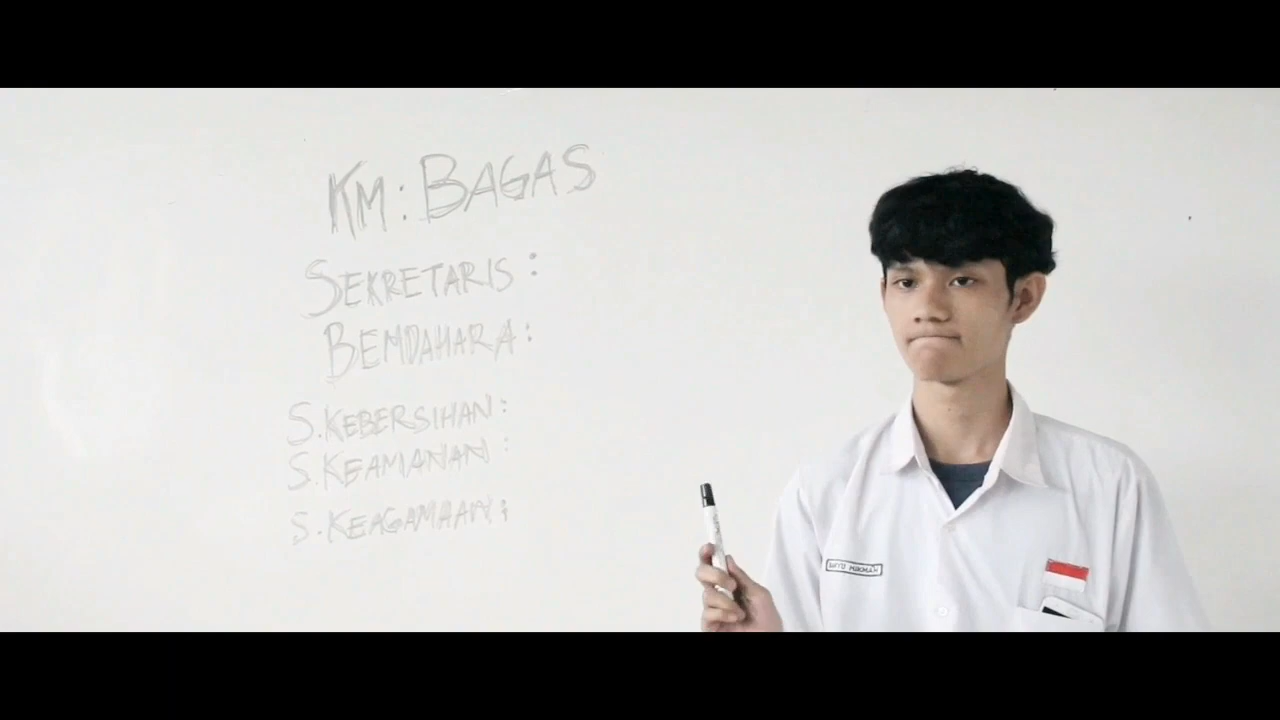 KM: BAGAS
SEKRETARIS:
BEMDAHARA:
S.KEBERSIHAN:
S.KEAMANAN:
S.KEAGAMAAN: